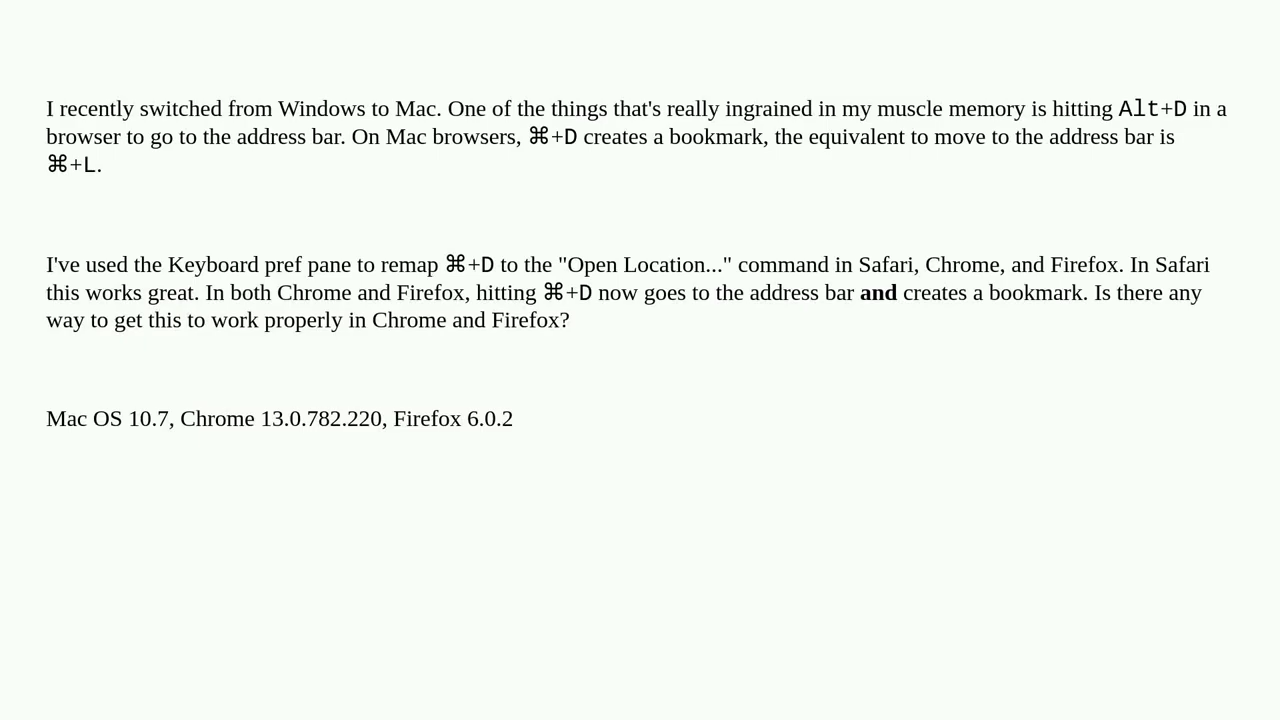 I recently switched from Windows to Mac. One of the things that's really ingrained in my muscle memory is hitting Alt+D in a
browser to go to the address bar. On Mac browsers, ⌘+D creates a bookmark, the equivalent to move to the address bar is
⌘+L.
I've used the Keyboard pref pane to remap ⌘+D to the "Open Location..." command in Safari, Chrome, and Firefox. In Safari
this works great. In both Chrome and Firefox, hitting ⌘+D now goes to the address bar and creates a bookmark. Is there any
way to get this to work properly in Chrome and Firefox?
Mac OS 10.7, Chrome 13.0.782.220, Firefox 6.0.2